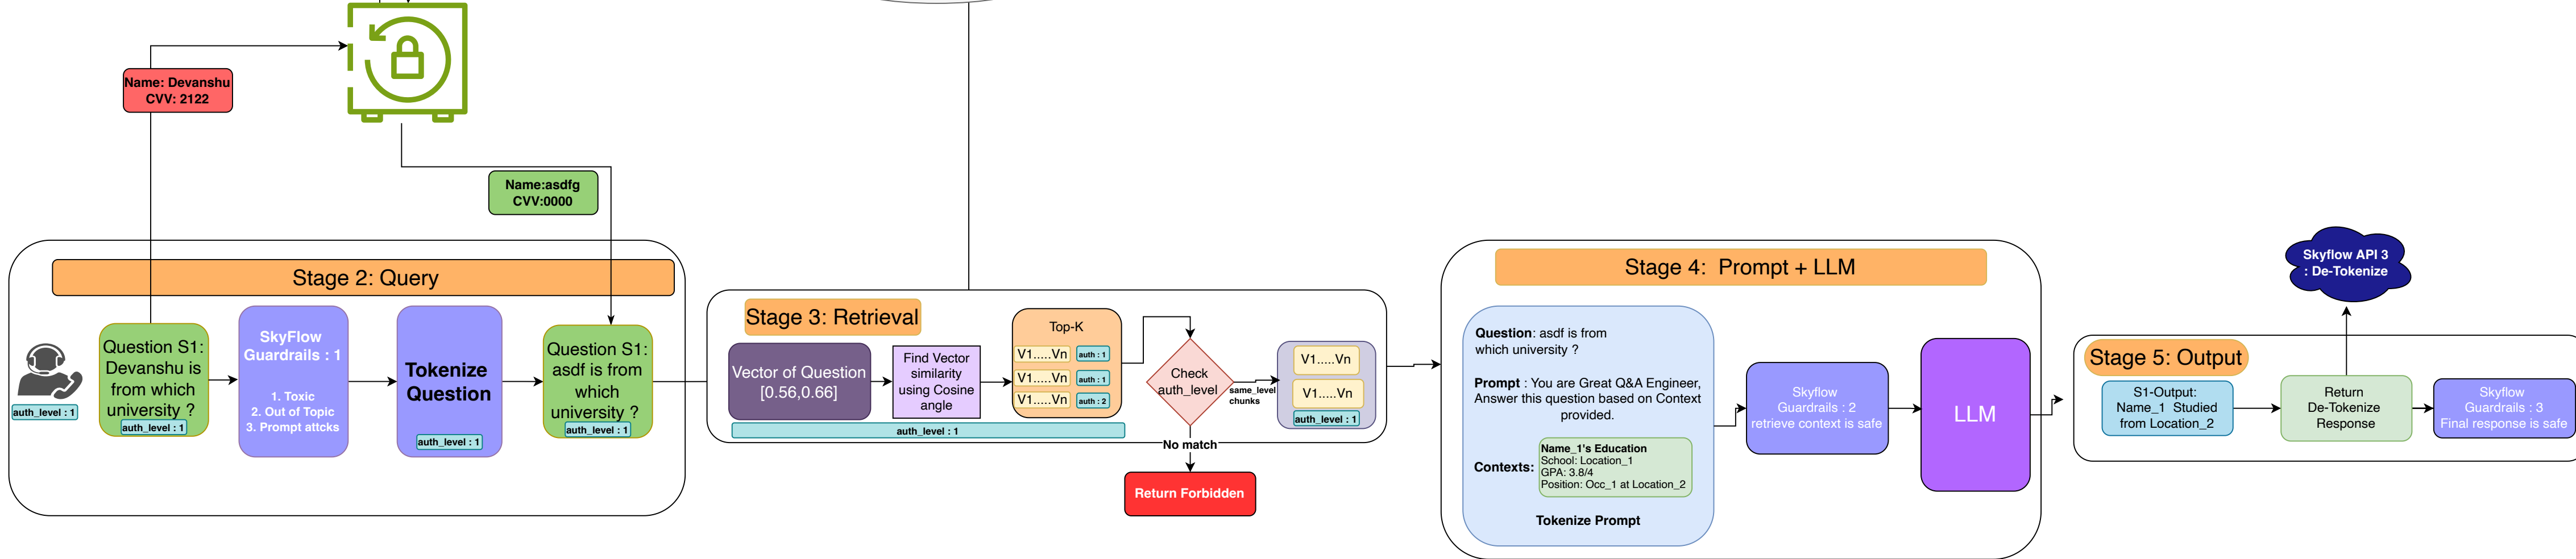 Name: Devanshu
CVV: 2122
Name:asdfg
CVV:0000
Stage 2: Query
auth_level : 1
Question S1:
Devanshu is
from which
university ?
auth_level : 1
SkyFlow
Guardrails : 1
1. Toxic
2. Out of Topic
3. Prompt attcks
Tokenize
Question
auth_level : 1
Question S1:
asdf is from
which
university ?
auth_level : 1
Stage 3: Retrieval
Vector of Question
[0.56,0.66]
Find Vector
similarity
using Cosine
angle
Top-K
V1.....Vn auth : 1
V1.....Vn auth : 1
V1.....Vn auth : 2
auth_level : 1
Check
auth_level
same_level
chunks
V1....Vn
V1.....Vn
auth_level : 1
No match
Return Forbidden
Stage 4: Prompt + LLM
Question: asdf is from
which university ?
Prompt : You are Great Q&A Engineer,
Answer this question based on Context
provided.
Contexts:
Name_1's Education
School: Location_1
GPA: 3.8/4
Position: Occ_1 at Location_2
Tokenize Prompt
Skyflow
Guardrails : 2
retrieve context is safe
LLM
Skyflow API 3
: De-Tokenize
Stage 5: Output
S1-Output:
Name_1 Studied
from Location_2
Return
De-Tokenize
Response
Skyflow
Guardrails : 3
Final response is safe